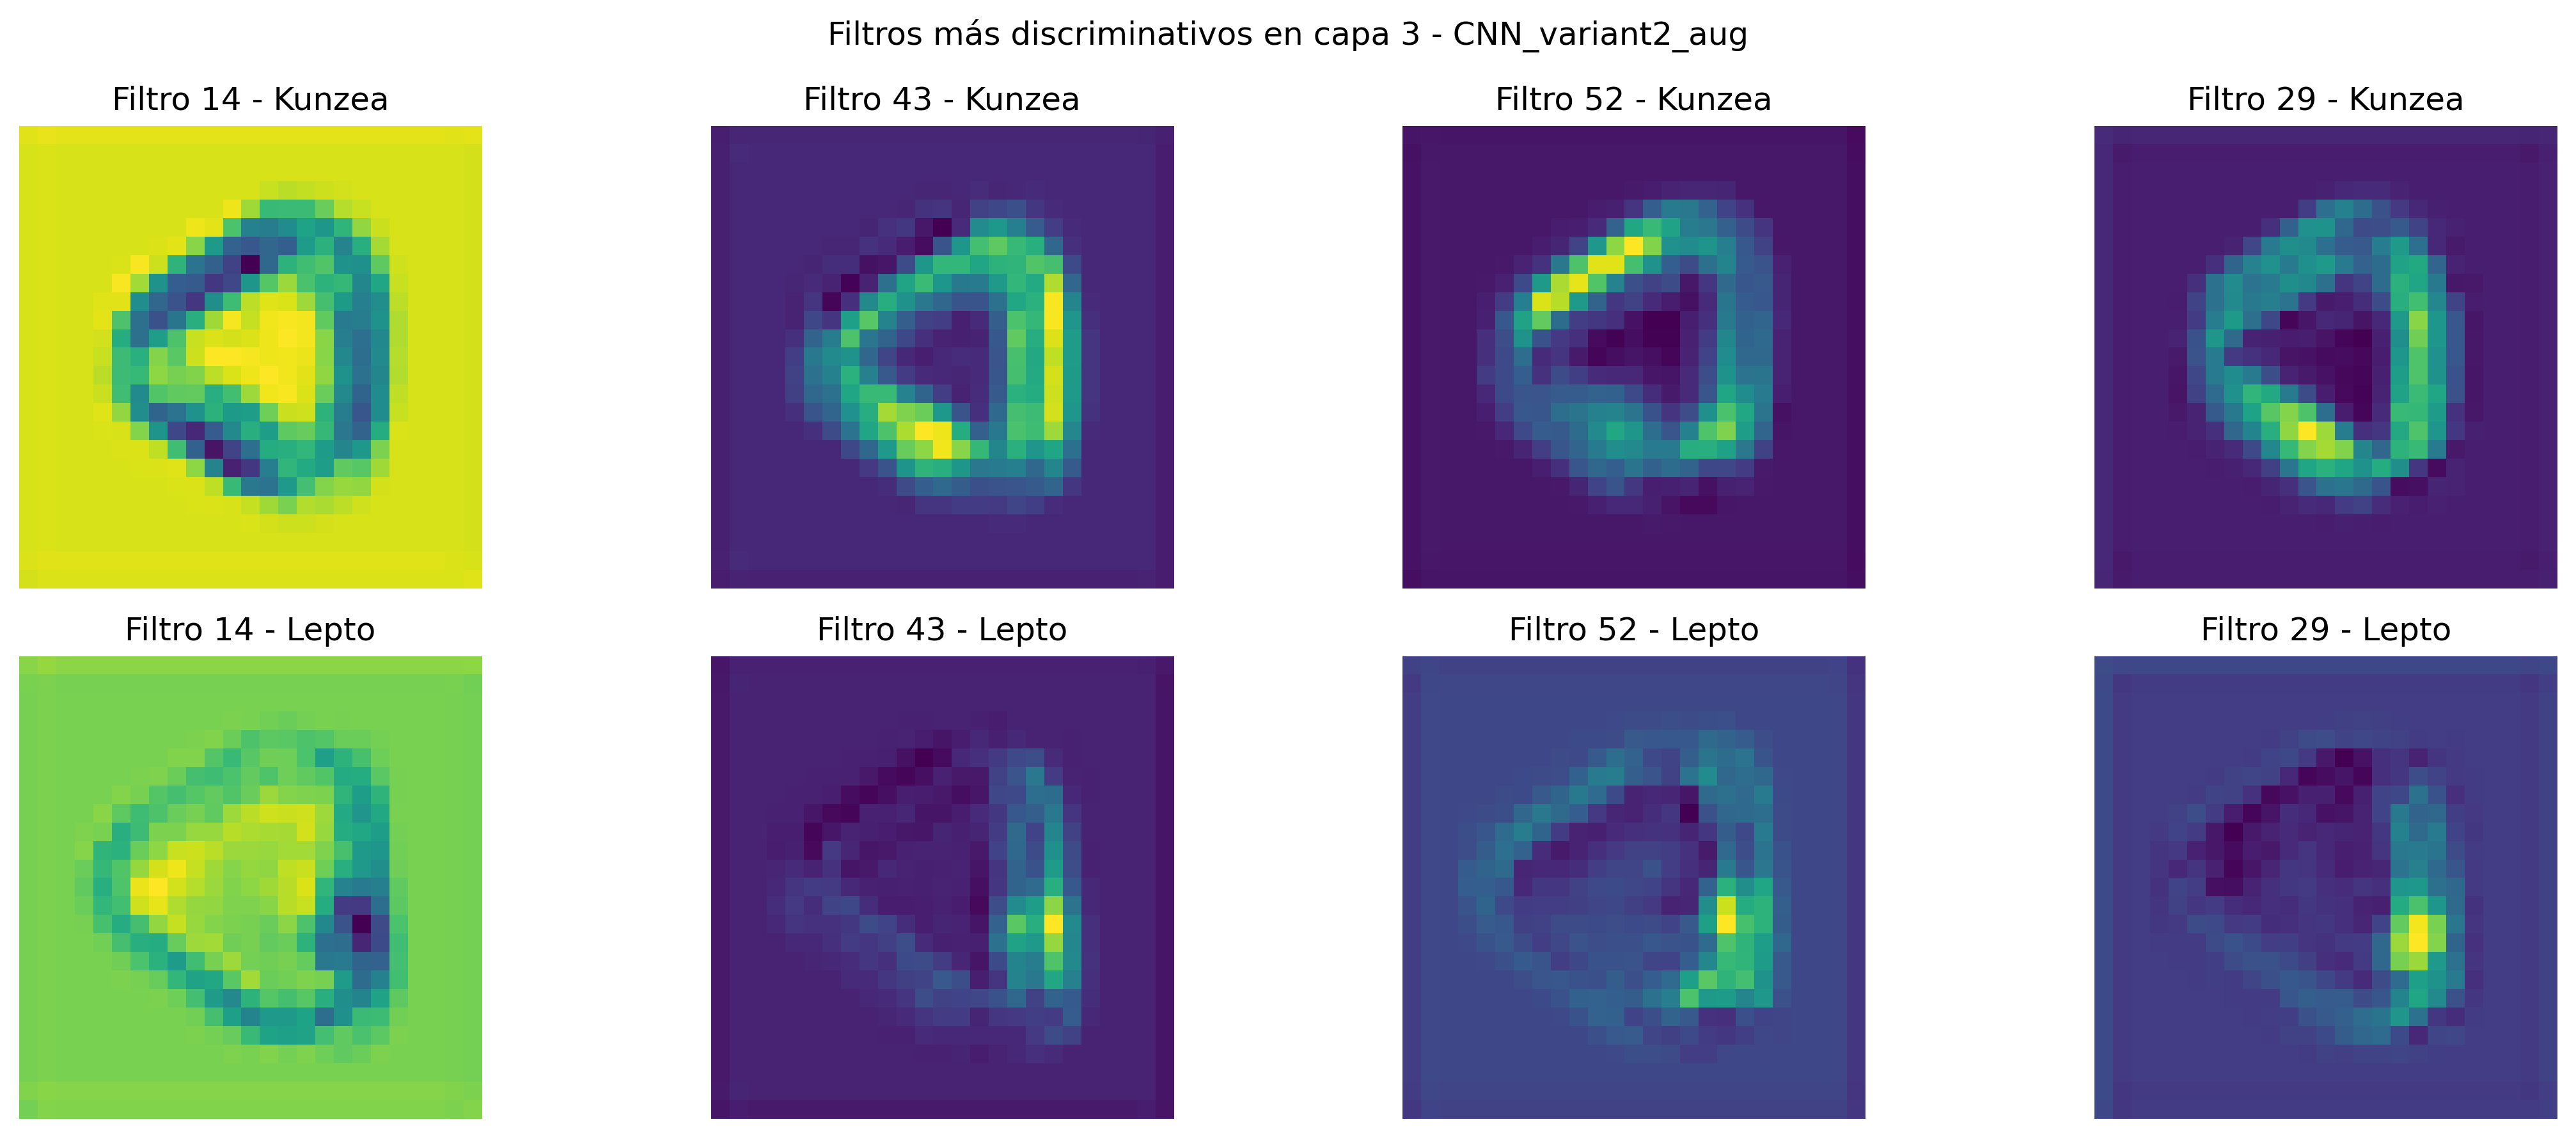 Filtros más discriminativos en capa 3 - CNN_variant2_aug
Filtro 14 - Kunzea
Filtro 43 - Kunzea
Filtro 52 - Kunzea
Filtro 29 - Kunzea
Filtro 14 - Lepto
Filtro 43 - Lepto
Filtro 52 - Lepto
Filtro 29 - Lepto